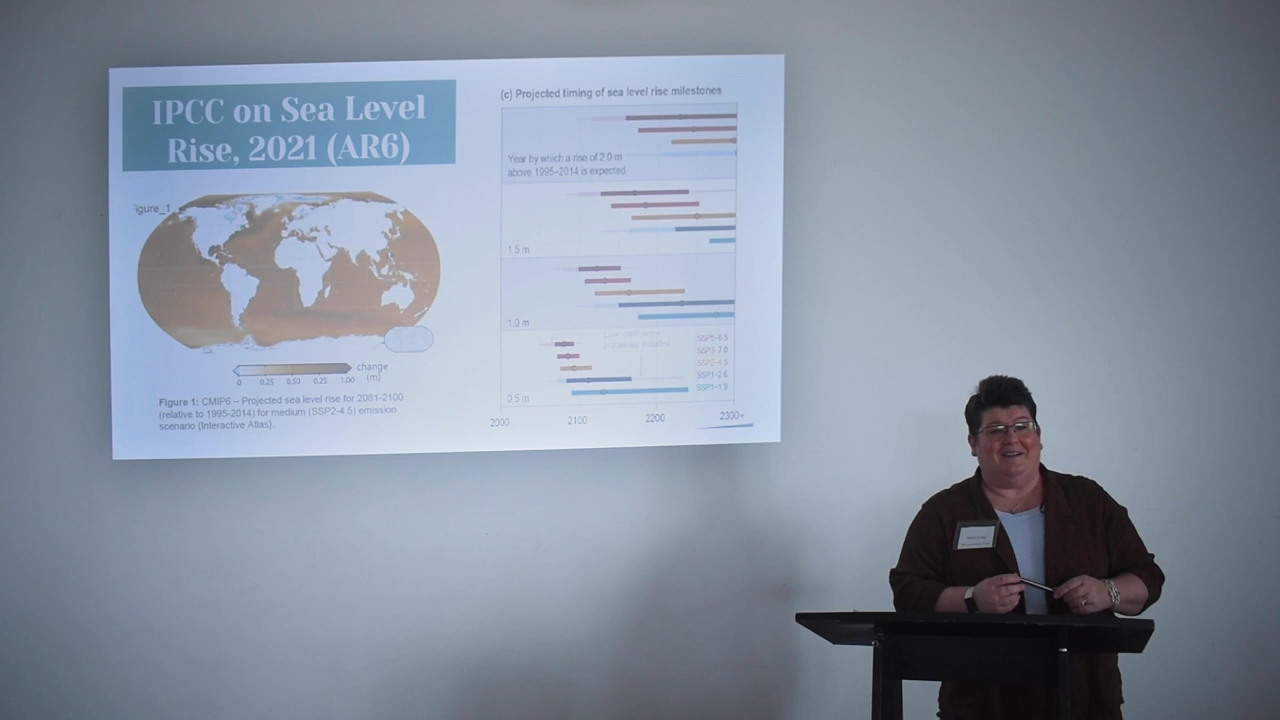 IPCC on Sea Level
Rise, 2021 (AR6)
igure_1
0 0.25 0.50 0.25 1.00
change
(m)
Figure 1: CMIP6 – Projected sea level rise for 2081-2100
(relative to 1995-2014) for medium (SSP2-4.5) emission
scenario (Interactive Atlas).
(c) Projected timing of sea level rise milestones
Year by which a rise of 2.0 m
above 1995–2014 is expected
1.5 m
1.0 m
Low-confidence
processes included
SSP5-8.5
SSP3-7.0
SSP2-4.5
SSP1-2.6
SSP1-1.9
0.5 m
2000 2100 2200 2300+